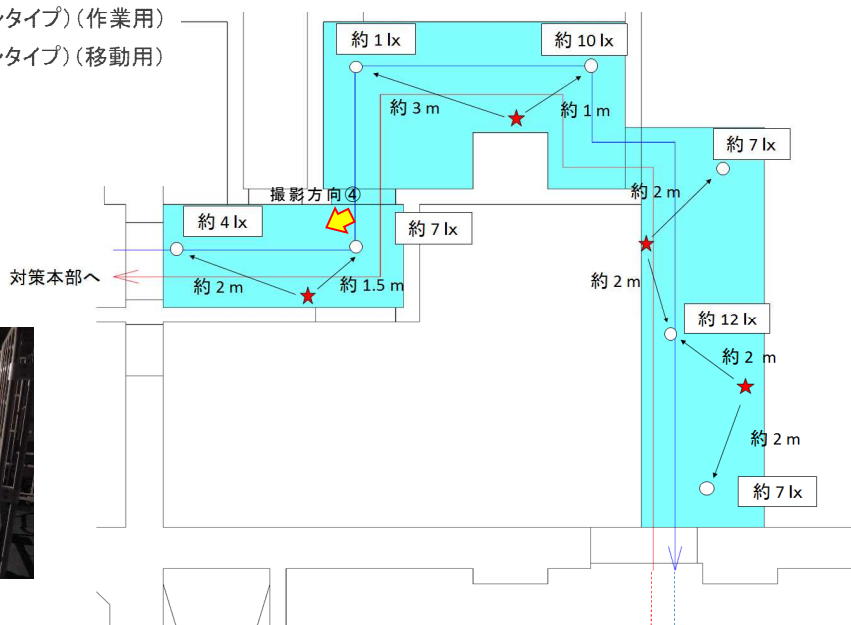 ンタイプ）(作業用）
ンタイプ）(移動用）
約 1 lx
約 10 lx
約 3 m
約 1 m
約 7 lx
約 2 m
撮影方向④
約 4 lx
約 7 lx
対策本部へ
約 2 m
約 1.5 m
約 2 m
約 12 lx
約 2 m
約 2 m
約 7 lx